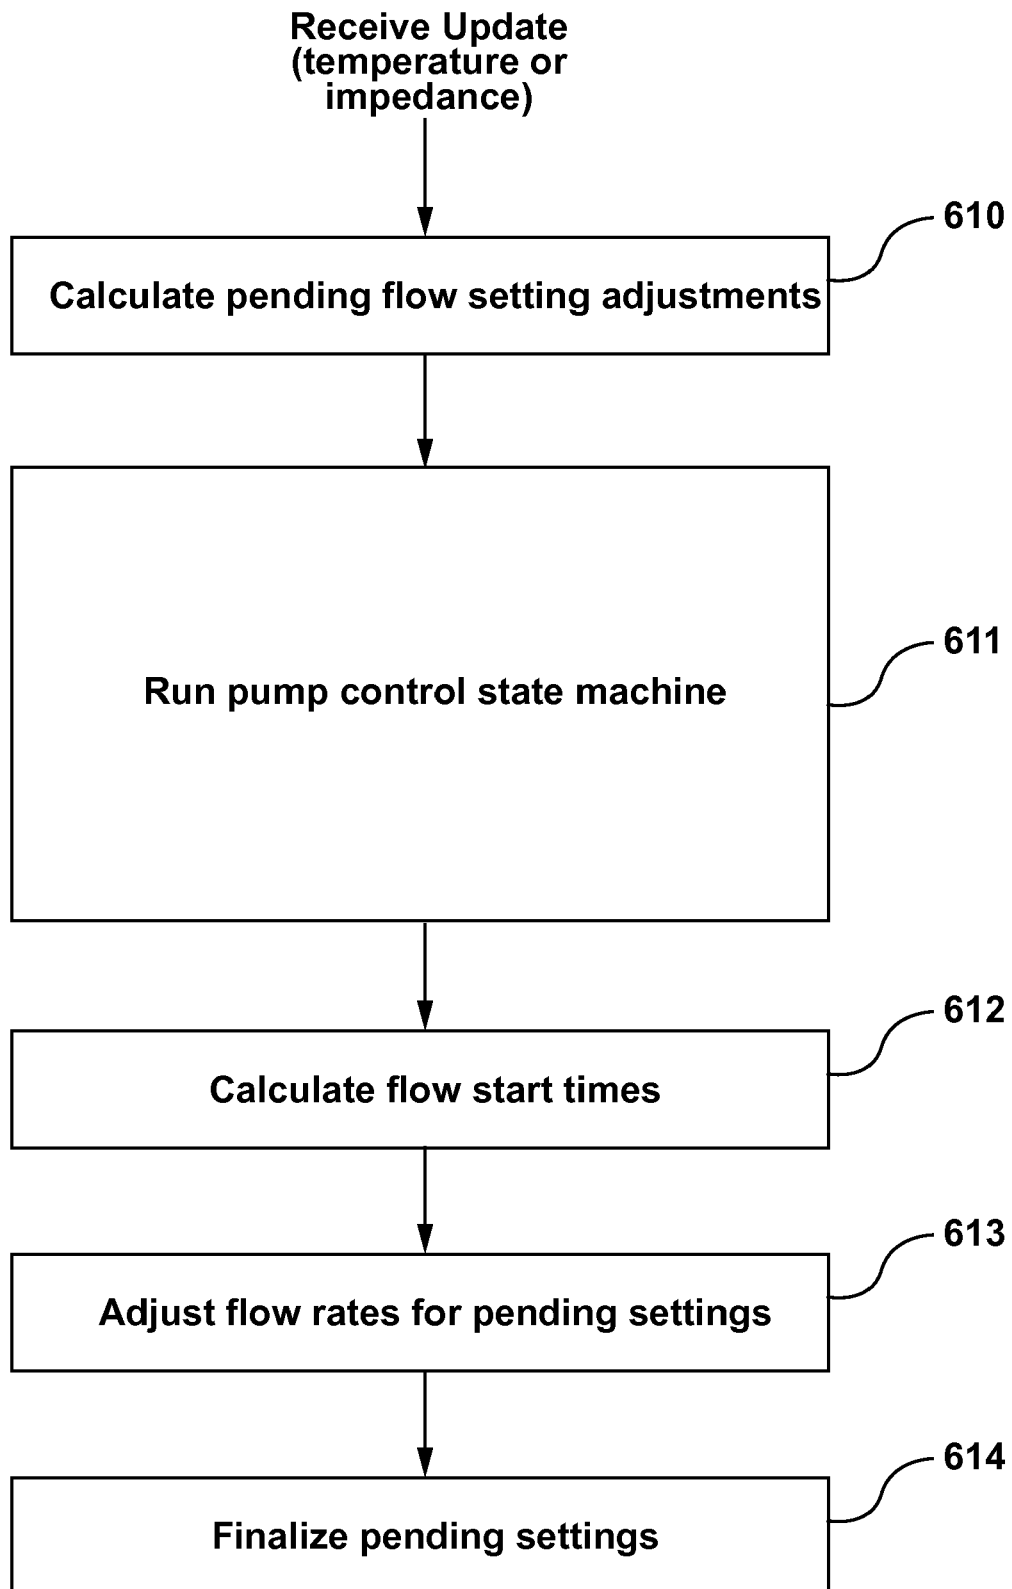 Receive Update
(temperature or
impedance)
610
Calculate pending flow setting adjustments
611
Run pump control state machine
612
Calculate flow start times
613
Adjust flow rates for pending settings
614
Finalize pending settings